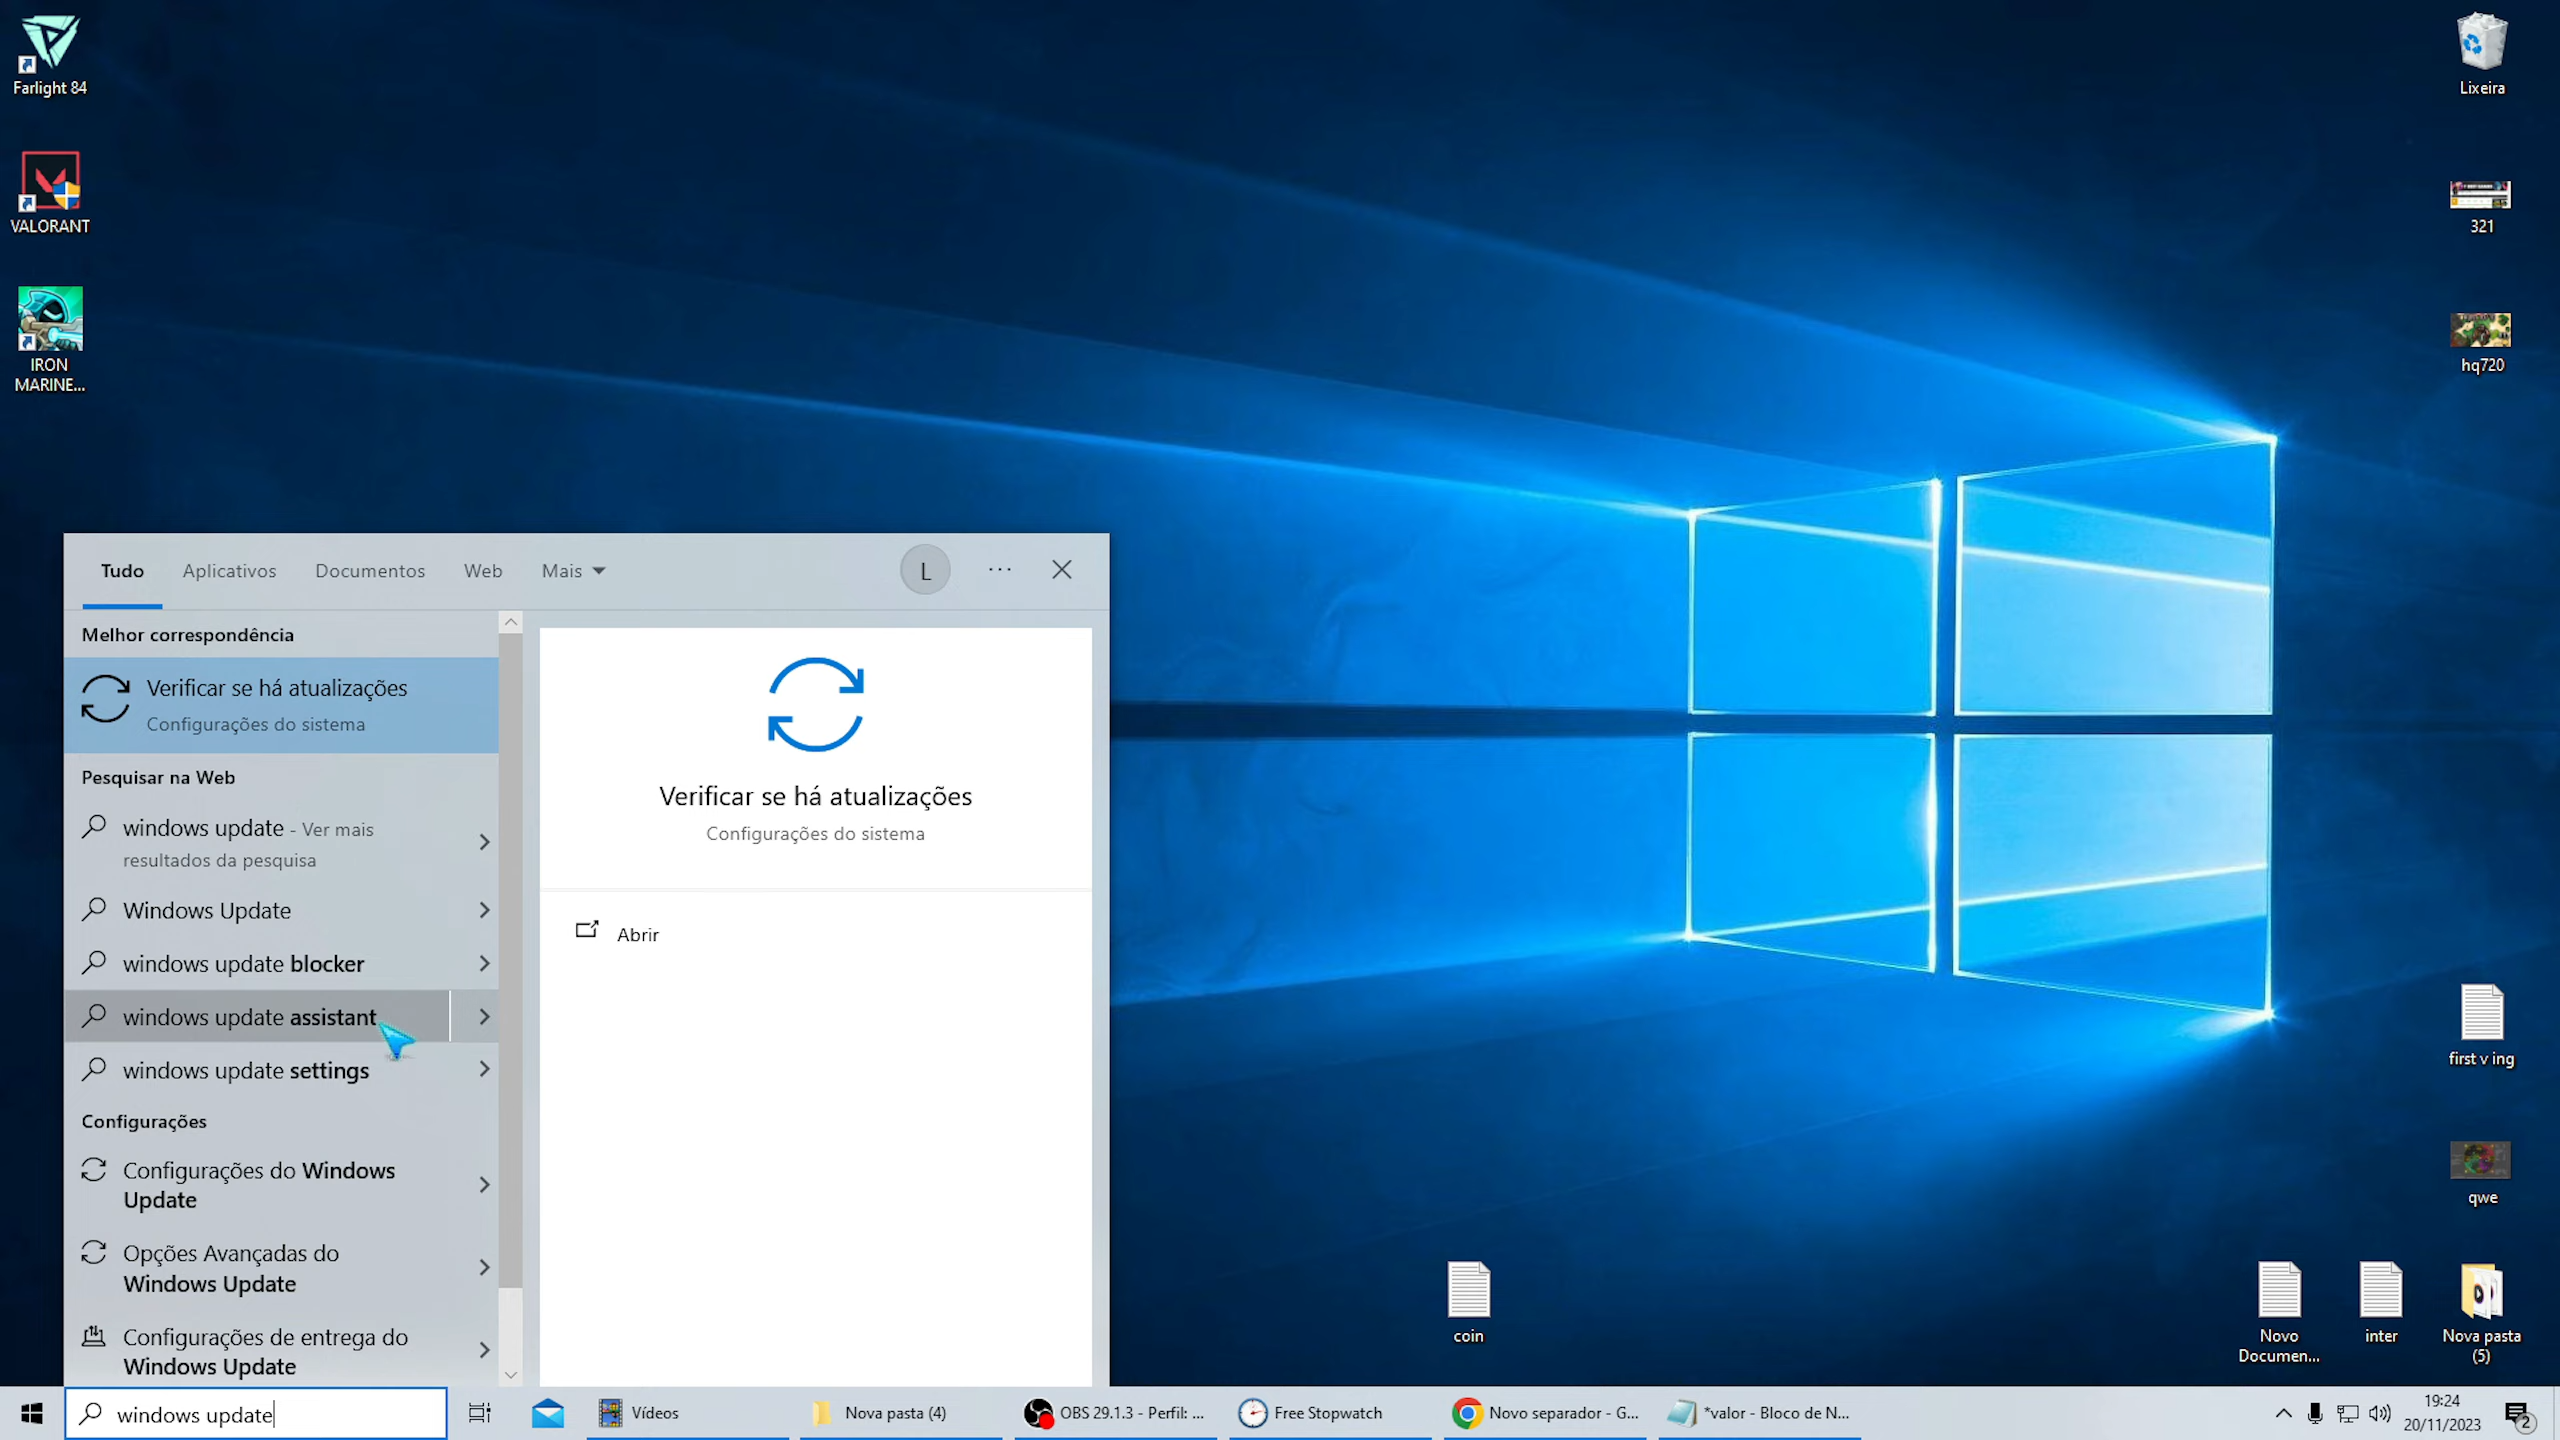 Farlight 84
VALORANT
IRON
MARINE...
Lixeira
321
hq720
Tudo
Aplicativos
Documentos
Web
Mais
L
Melhor correspondência
Verificar se há atualizações
Configurações do sistema
Pesquisar na Web
windows update - Ver mais
resultados da pesquisa
Windows Update
windows update blocker
windows update assistant
windows update settings
Configurações
Configurações do Windows
Update
Opções Avançadas do
Windows Update
Configurações de entrega do
Windows Update
Verificar se há atualizações
Configurações do sistema
Abrir
first v ing
qwe
coin
Novo
Documen...
inter
Nova pasta
(5)
windows update
Vídeos
Nova pasta (4)
OBS 29.1.3 - Perfil: ...
Free Stopwatch
Novo separador - G...
*valor - Bloco de N...
19:24
20/11/2023
2